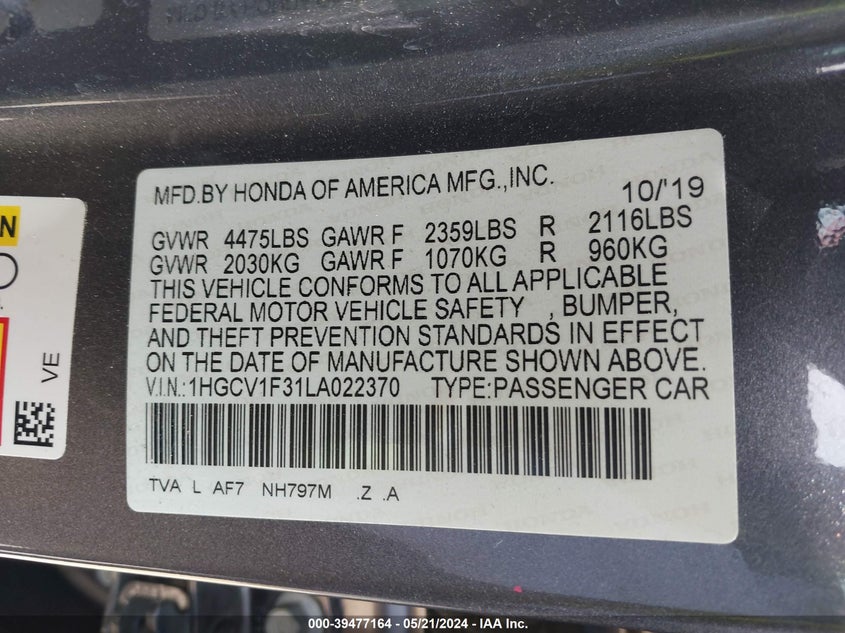 MFD.BY HONDA OF AMERICA MFG.,INC. 10/'19
GVWR 4475LBS GAWR F 2359LBS R 2116LBS
GVWR 2030KG GAWR F 1070KG R 960KG
THIS VEHICLE CONFORMS TO ALL APPLICABLE
FEDERAL MOTOR VEHICLE SAFETY , BUMPER,
AND THEFT PREVENTION STANDARDS IN EFFECT
ON THE DATE OF MANUFACTURE SHOWN ABOVE.
V.I.N.:1HGCV1F31LA022370 TYPE:PASSENGER CAR
TVA L AF7 NH797M .Z .A
N
VE
000-39477164 - 05/21/2024 - IAA Inc.